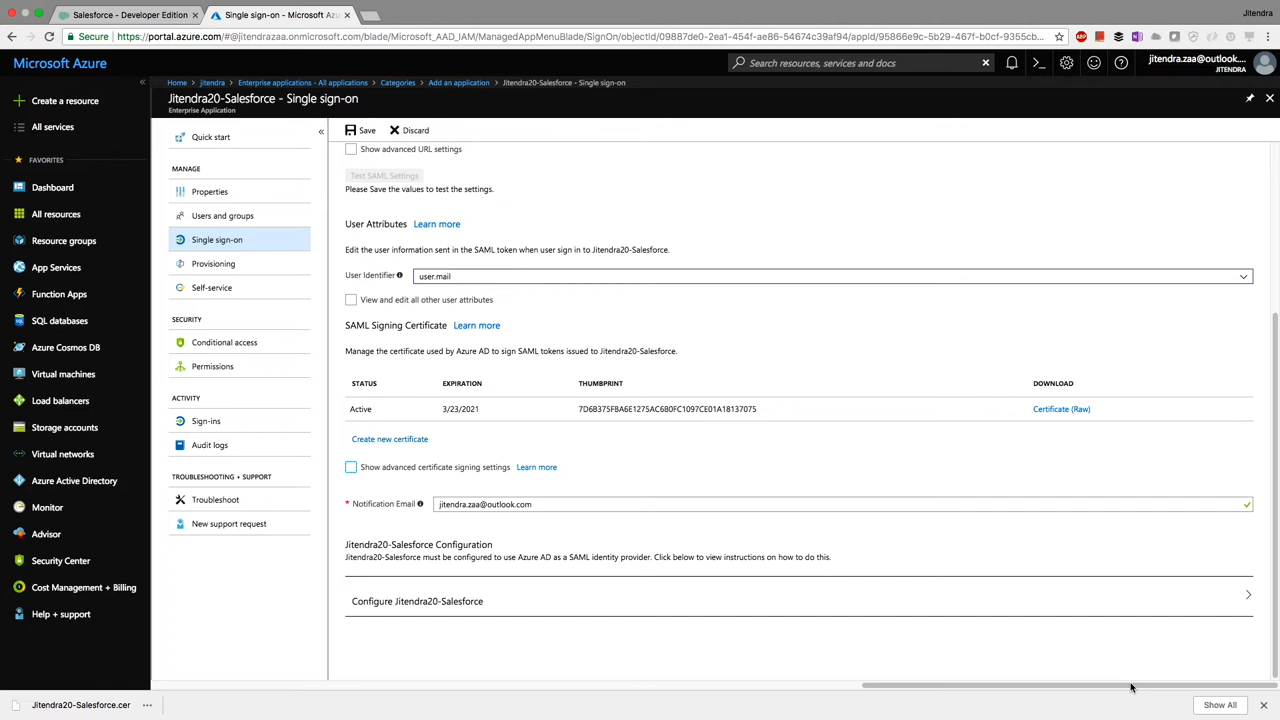 Salesforce - Developer Edition
Single sign-on - Microsoft Azu
Jitendra
Secure
https://portal.azure.com/#@jitendrazaa.onmicrosoft.com/blade/Microsoft_AAD_IAM/ManagedAppMenuBlade/SignOn/objectId/09887de0-2ea1-454f-ae86-54674c39af94/appId/95866e9c-5b29-467f-b0cf-9355cb...
Microsoft Azure
Search resources, services and docs
jitendra.zaa@outlook....
JITENDRA
Home
jitendra
Enterprise applications - All applications
Categories
Add an application
Jitendra20-Salesforce - Single sign-on
Jitendra20-Salesforce - Single sign-on
Enterprise Application
Create a resource
All services
FAVORITES
Dashboard
All resources
Resource groups
App Services
Function Apps
SQL databases
Azure Cosmos DB
Virtual machines
Load balancers
Storage accounts
Virtual networks
Azure Active Directory
Monitor
Advisor
Security Center
Cost Management + Billing
Help + support
Quick start
MANAGE
Properties
Users and groups
Single sign-on
Provisioning
Self-service
SECURITY
Conditional access
Permissions
ACTIVITY
Sign-ins
Audit logs
TROUBLESHOOTING + SUPPORT
Troubleshoot
New support request
Save Discard
Show advanced URL settings
Test SAML Settings
Please Save the values to test the settings.
User Attributes Learn more
Edit the user information sent in the SAML token when user sign in to Jitendra20-Salesforce.
User Identifier user.mail
View and edit all other user attributes
SAML Signing Certificate Learn more
Manage the certificate used by Azure AD to sign SAML tokens issued to Jitendra20-Salesforce.
STATUS EXPIRATION THUMBPRINT DOWNLOAD
Active 3/23/2021 7D6B375FBA6E1275AC680FC1097CE01A18137075 Certificate (Raw)
Create new certificate
Show advanced certificate signing settings Learn more
* Notification Email jitendra.zaa@outlook.com
Jitendra20-Salesforce Configuration
Jitendra20-Salesforce must be configured to use Azure AD as a SAML identity provider. Click below to view instructions on how to do this.
Configure Jitendra20-Salesforce
Jitendra20-Salesforce.cer
Show All